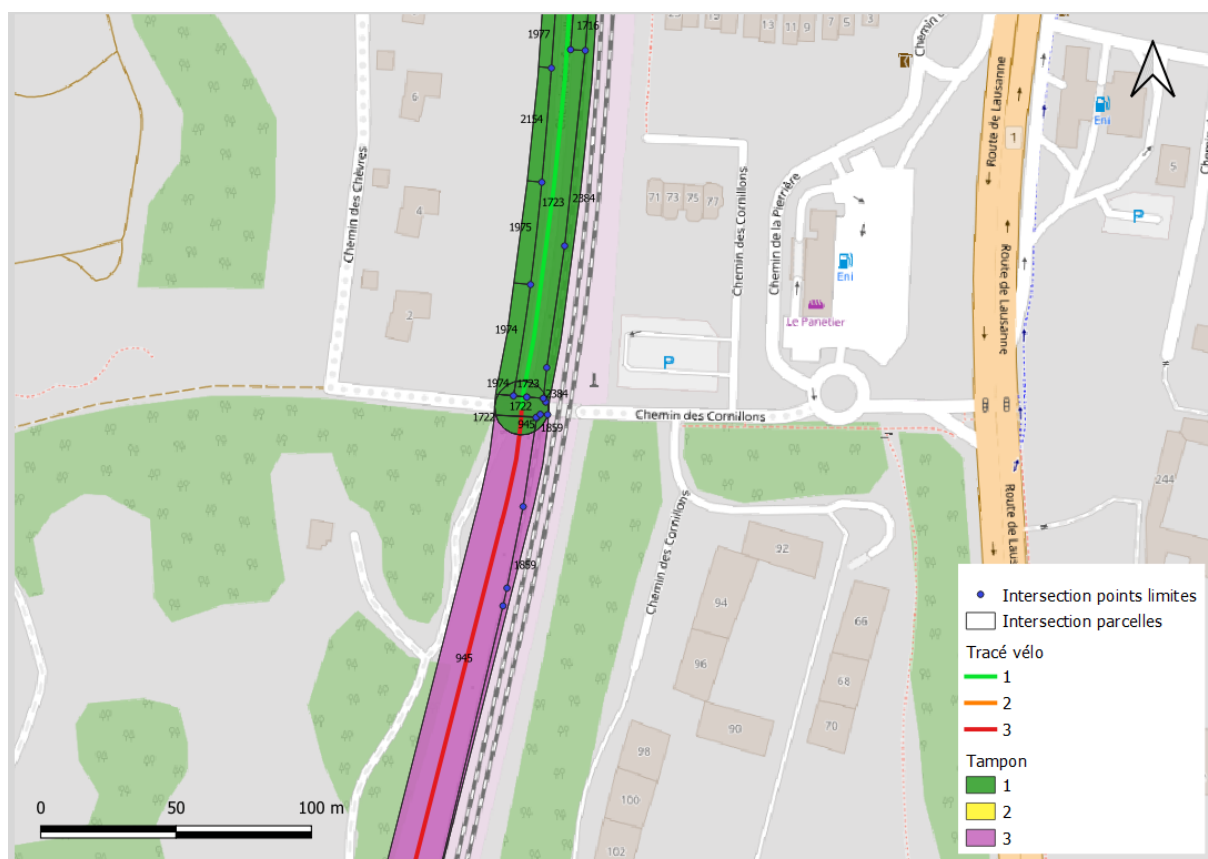 1977
1716
13
11
9
7
5
3
Route de Lausanne
1
Eni
6
2154
Chemin des Chèvres
5
4
71
73
75
77
1723
2384
Chemin des Cornillons
Chemin de la Pierrière
P
1975
Route de Lausanne
Eni
2
Le Panetier
1974
P
1974
1723
2384
1722
Chemin des Cornillons
1722
945
1859
244
Chemin des Cornillons
92
1859
94
66
96
68
945
90
70
98
100
102
Route de Laus
Intersection points limites
Intersection parcelles
Tracé vélo
1
2
3
Tampon
1
2
3
0
50
100 m